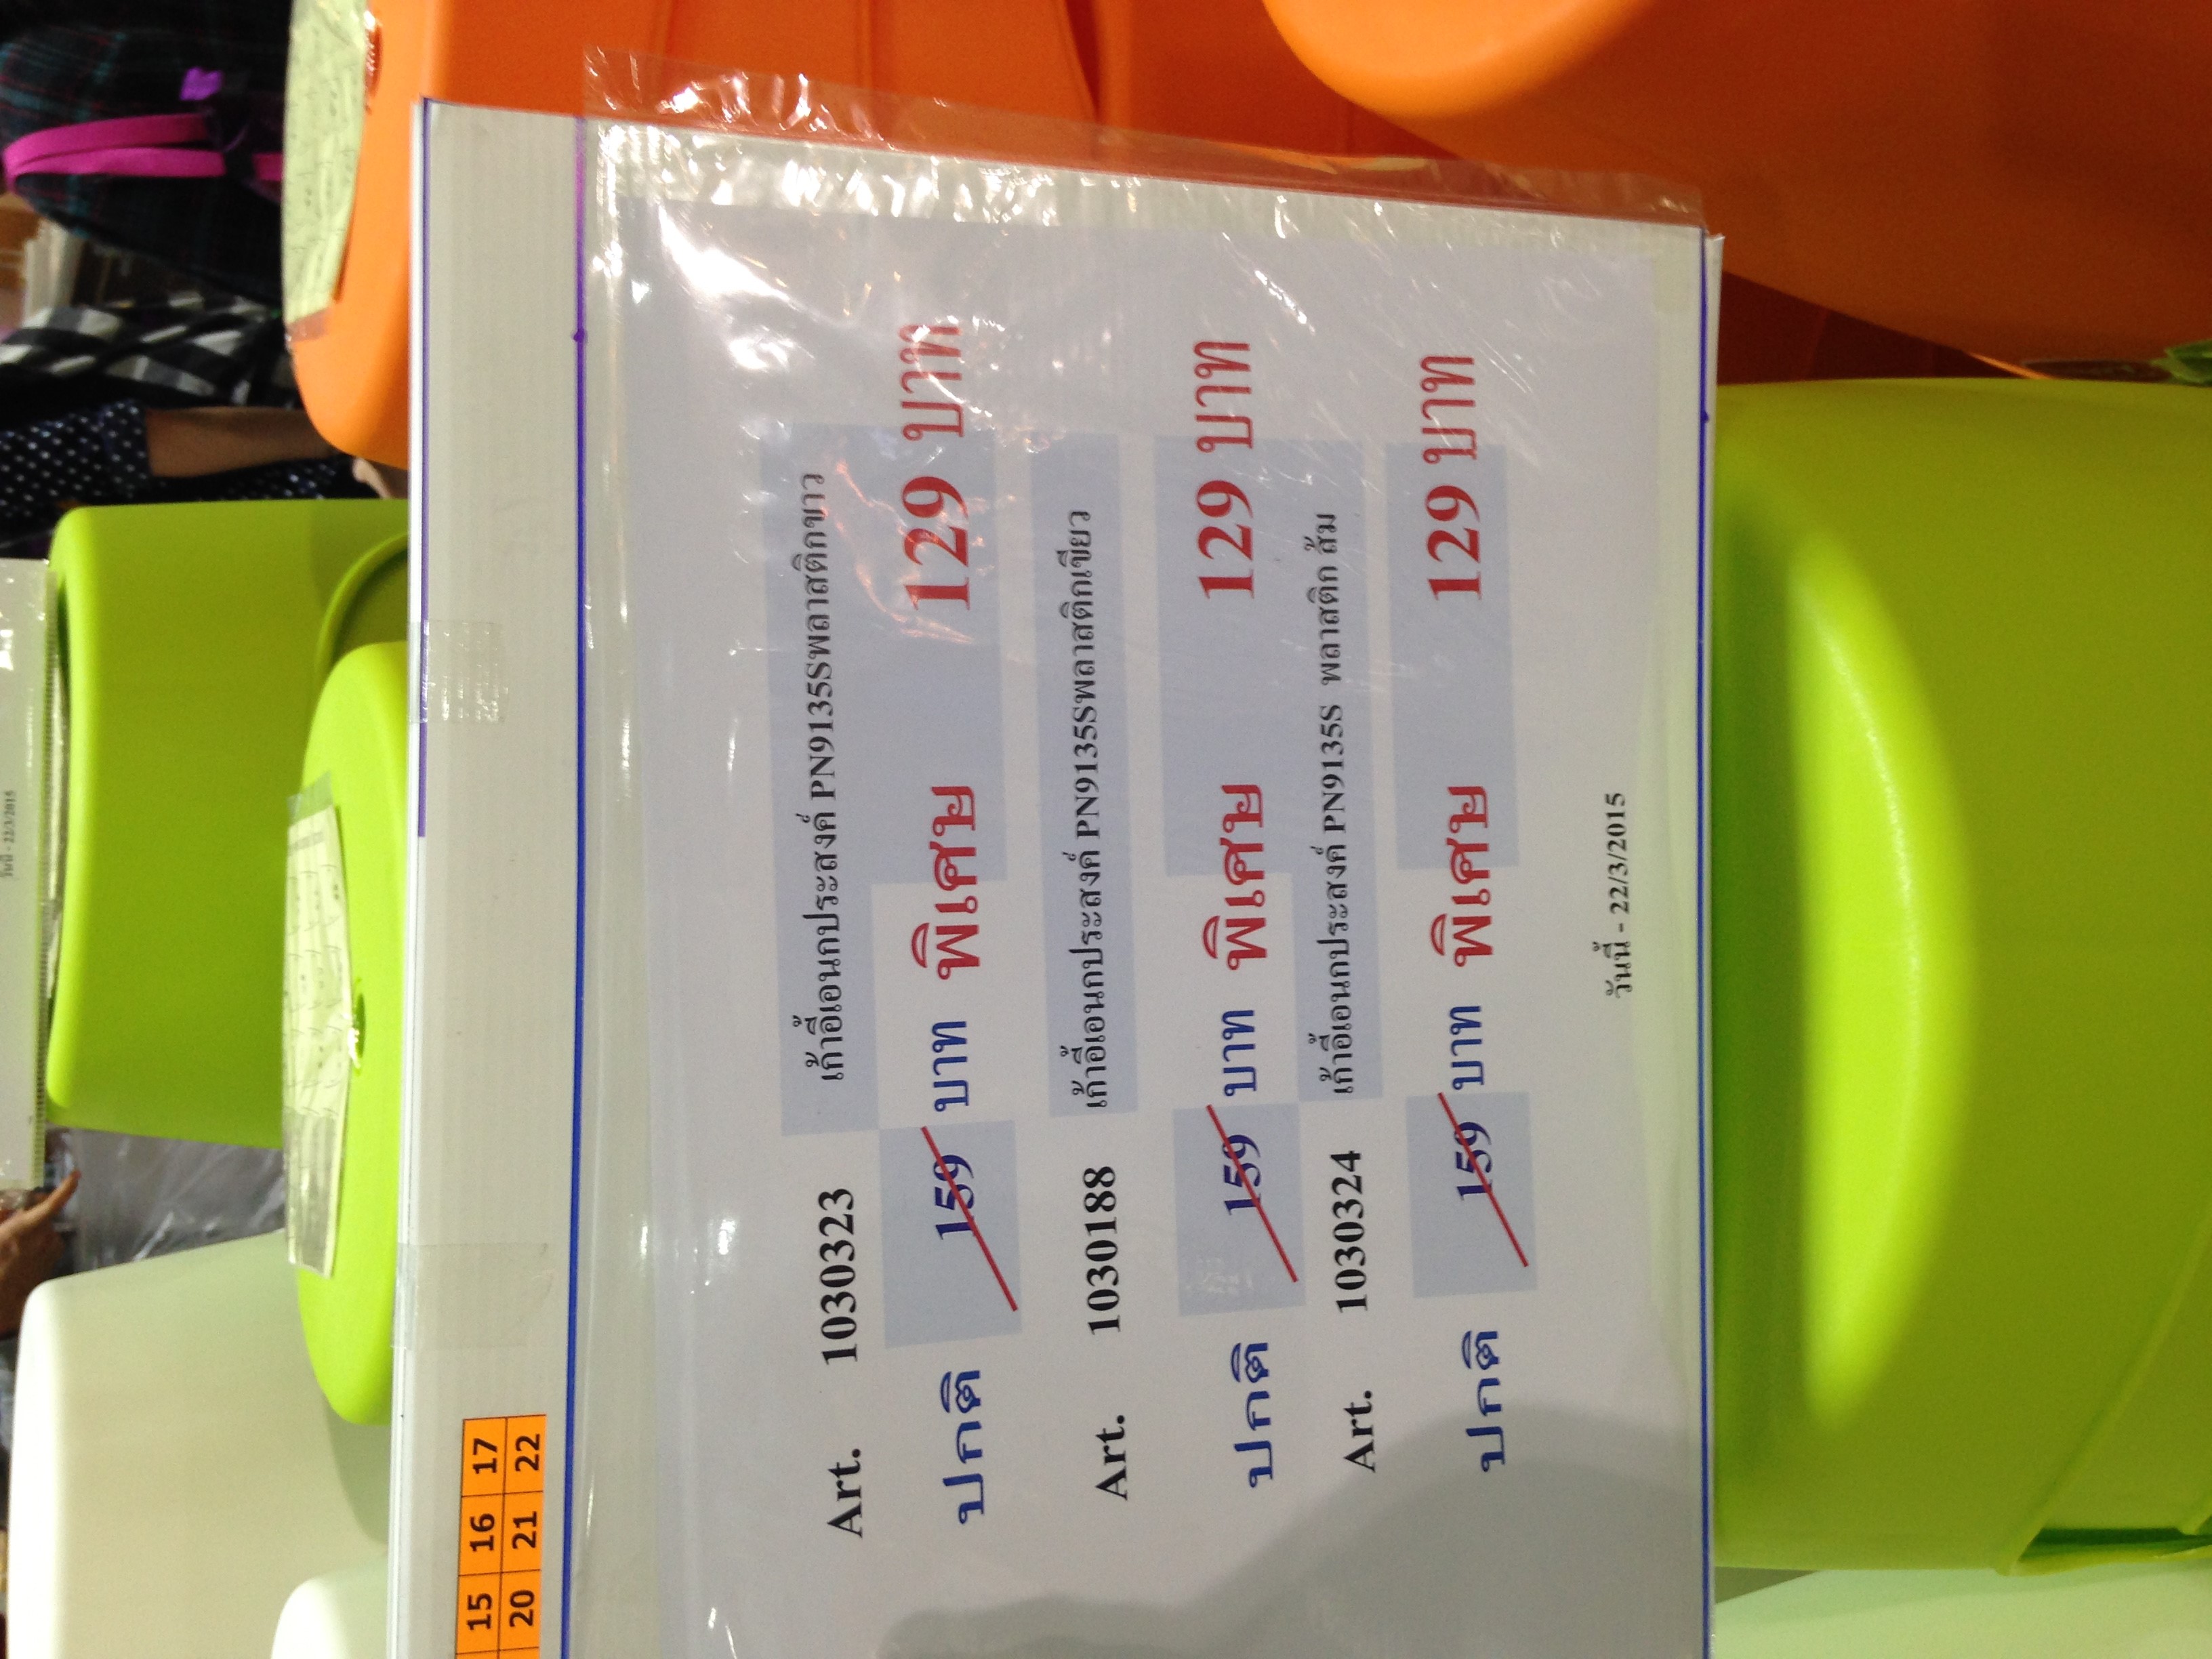 15 16 17
20 21 22
Art. 1030323 เก้าอี้เอนกประสงค์ PN9135Sพลาสติกขาว
ปกติ 159 บาท พิเศษ 129 บาท
Art. 1030188 เก้าอี้เอนกประสงค์ PN9135Sพลาสติกเขียว
ปกติ 159 บาท พิเศษ 129 บาท
Art. 1030324 เก้าอี้เอนกประสงค์ PN9135S พลาสติก ส้ม
ปกติ 159 บาท พิเศษ 129 บาท
วันนี้ - 22/3/2015
วันนี้ - 22/3/2015